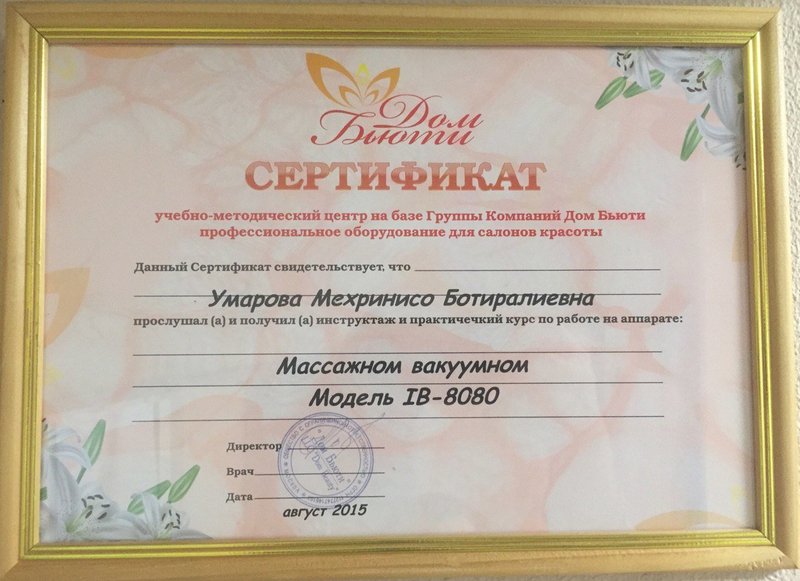 Дом
Бьюти
СЕРТИФИКАТ
учебно-методический центр на базе Группы Компаний Дом Бьюти
профессиональное оборудование для салонов красоты
Данный Сертификат свидетельствует, что
Умарова Мехринисо Ботиралиевна
прослушал (а) и получил (а) инструктаж и практичечкий курс по работе на аппарате:
Массажном вакуумном
Модель IB-8080
Директор
Врач
Дата
август 2015
Дом Бьюти